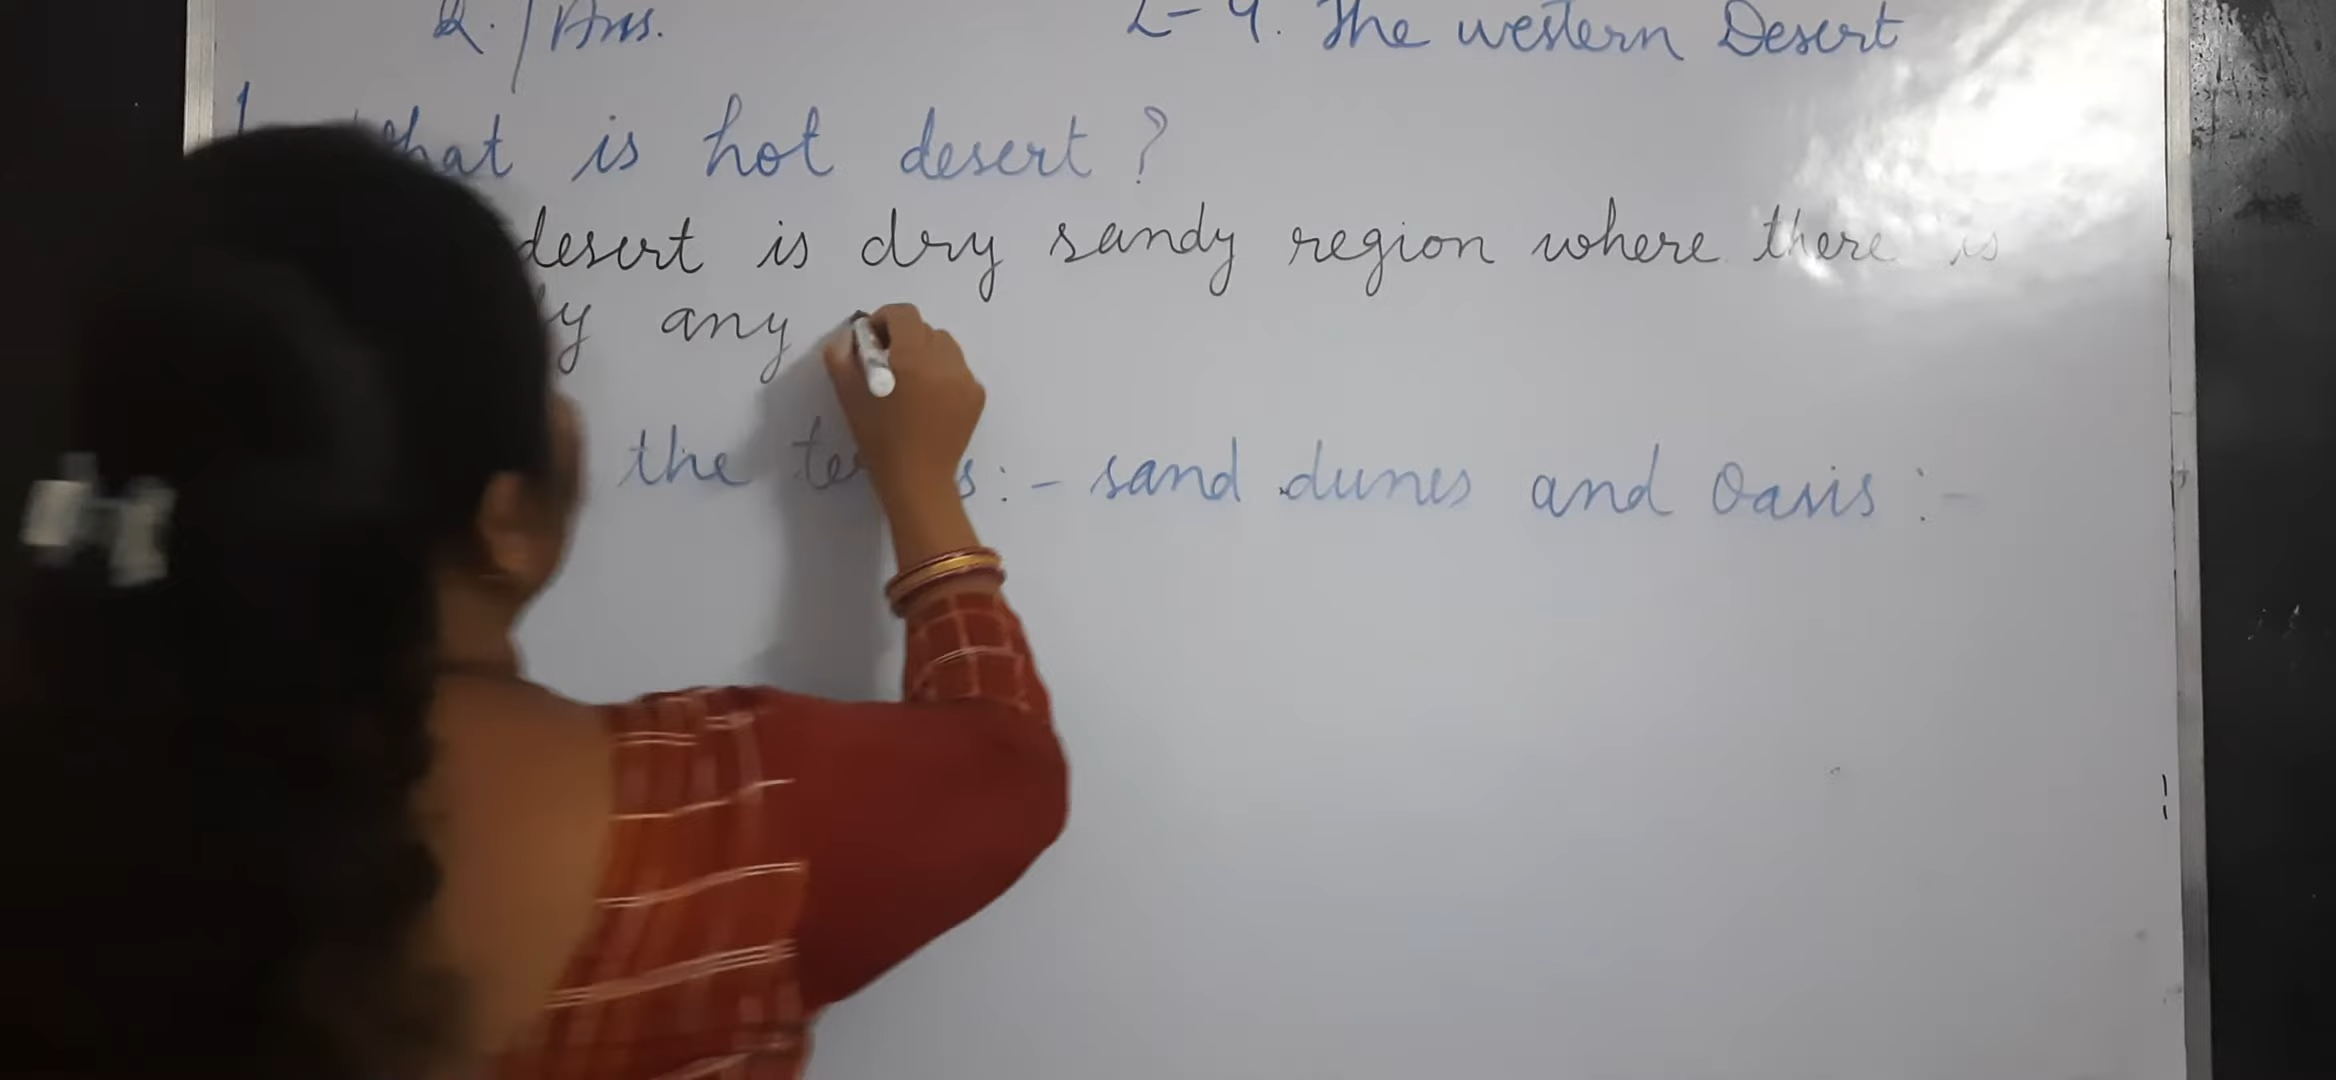 Q./Ans. L-4. The western Desert
1. What is hot desert?
desert is dry sandy region where there is
any
the :- sand dunes and Oasis :-